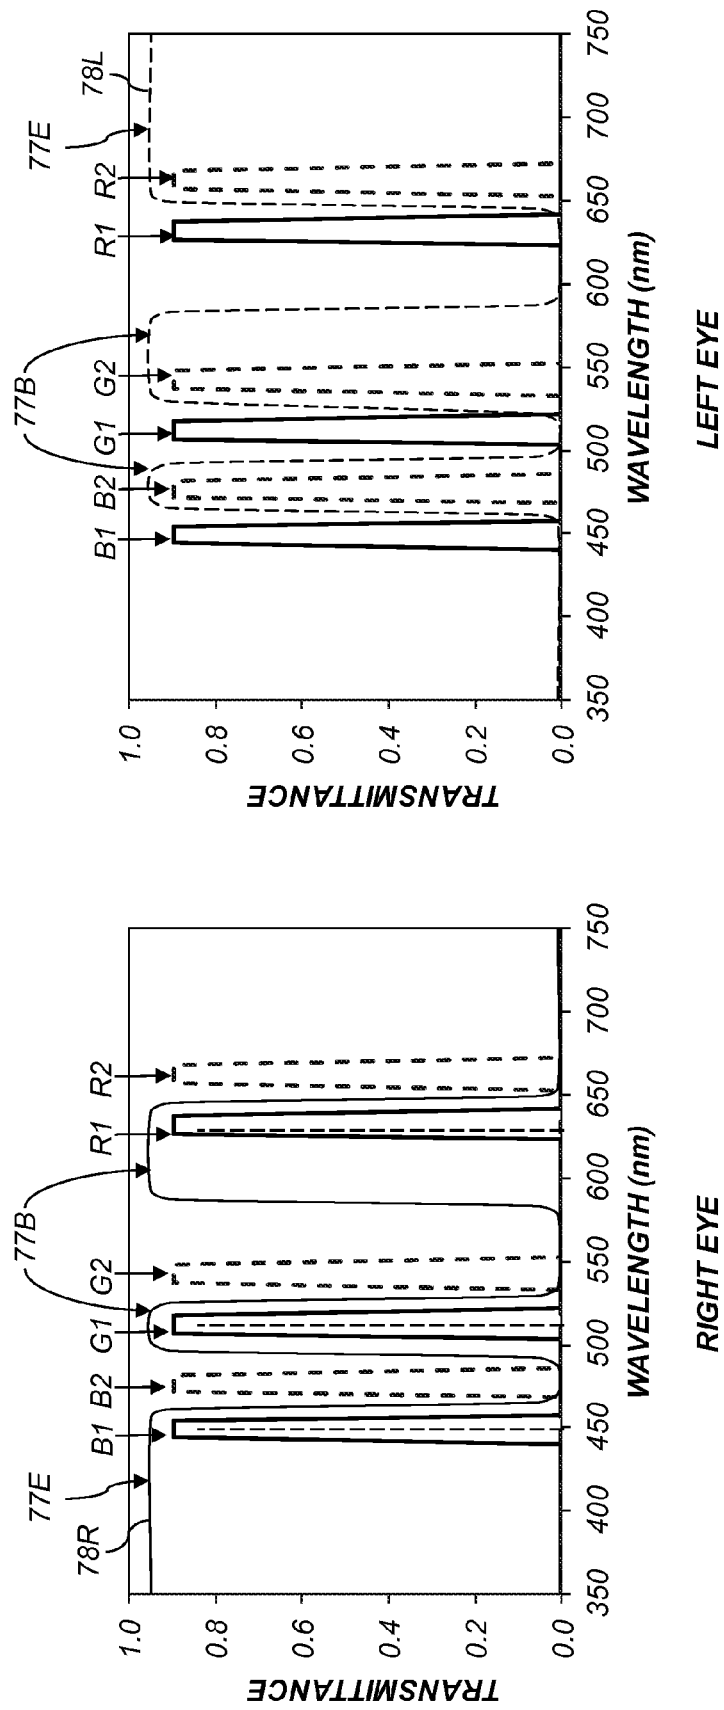 77E 77B
78R B1 B2 G1 G2 R1 R2
1.0
0.8
0.6
0.4
0.2
0.0
TRANSMITTANCE
350 400 450 500 550 600 650 700 750
WAVELENGTH (nm)
RIGHT EYE
77B 77E
B1 B2 G1 G2 R1 R2 78L
1.0
0.8
0.6
0.4
0.2
0.0
TRANSMITTANCE
350 400 450 500 550 600 650 700 750
WAVELENGTH (nm)
LEFT EYE